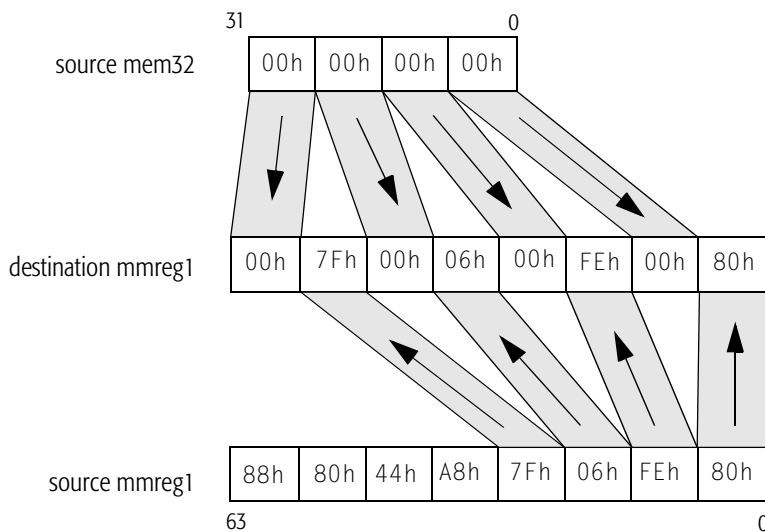 31 0
source mem32 00h 00h 00h 00h
destination mmreg1 00h 7Fh 00h 06h 00h FEh 00h 80h
source mmreg1 88h 80h 44h A8h 7Fh 06h FEh 80h
63 0